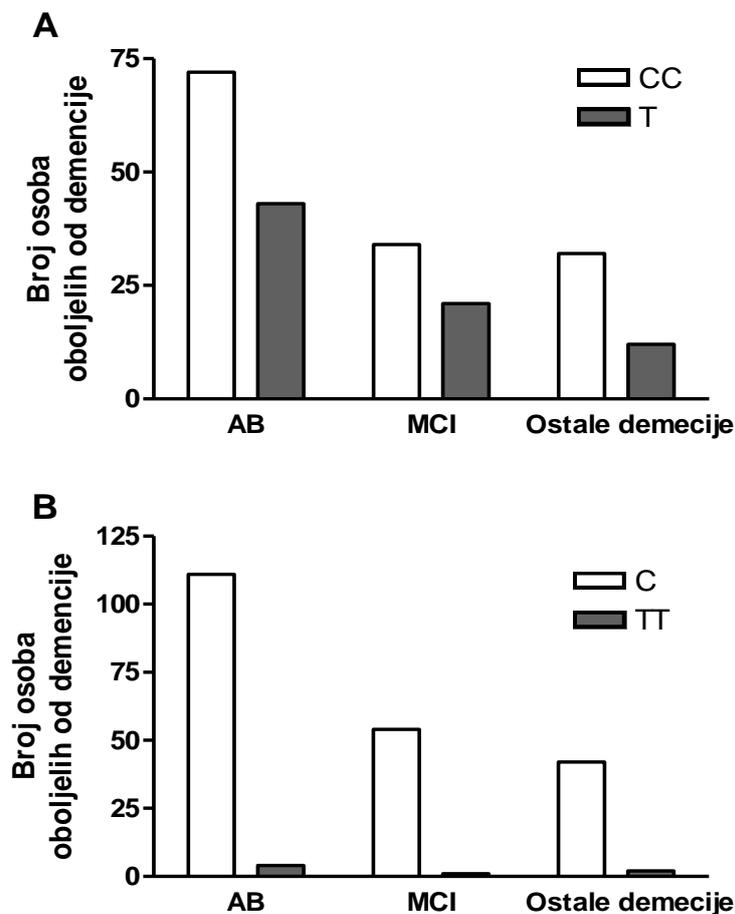 A
Broj osoba
oboljelih od demencije
75
50
25
0
CC
T
AB MCI Ostale demecije
B
Broj osoba
oboljelih od demencije
125
100
75
50
25
0
C
TT
AB MCI Ostale demecije